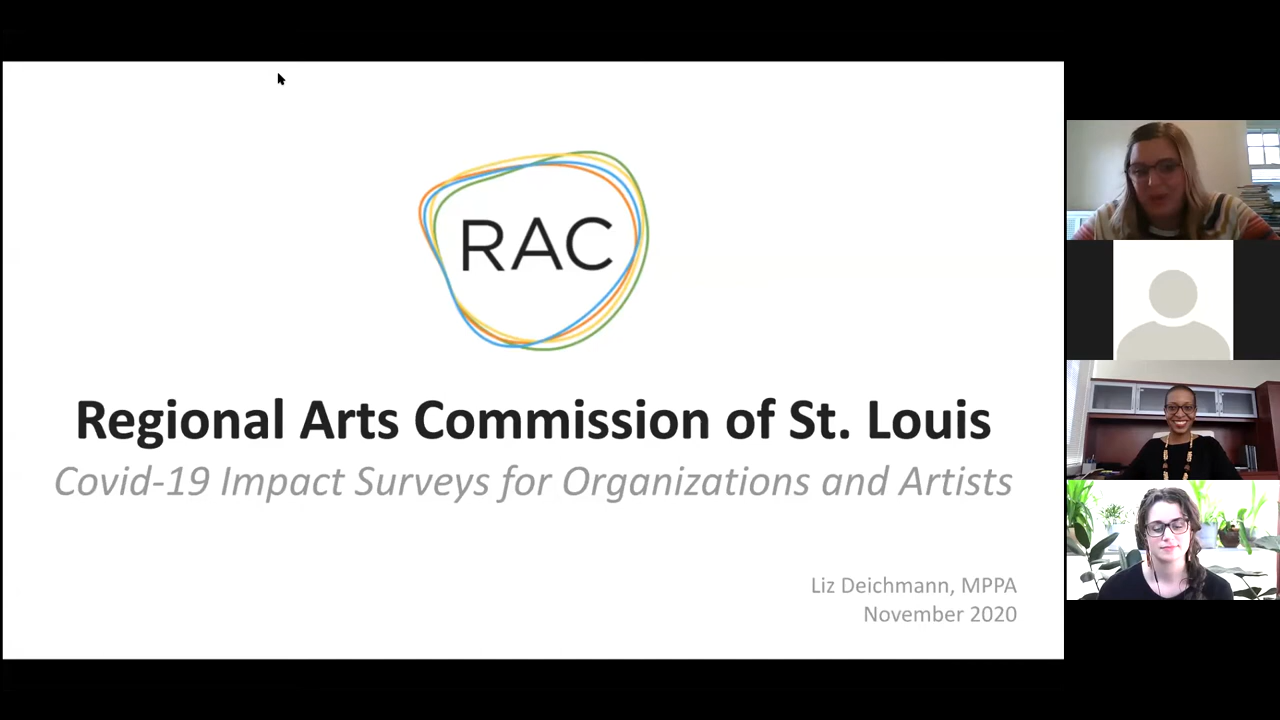 RAC
Regional Arts Commission of St. Louis
Covid-19 Impact Surveys for Organizations and Artists
Liz Deichmann, MPPA
November 2020